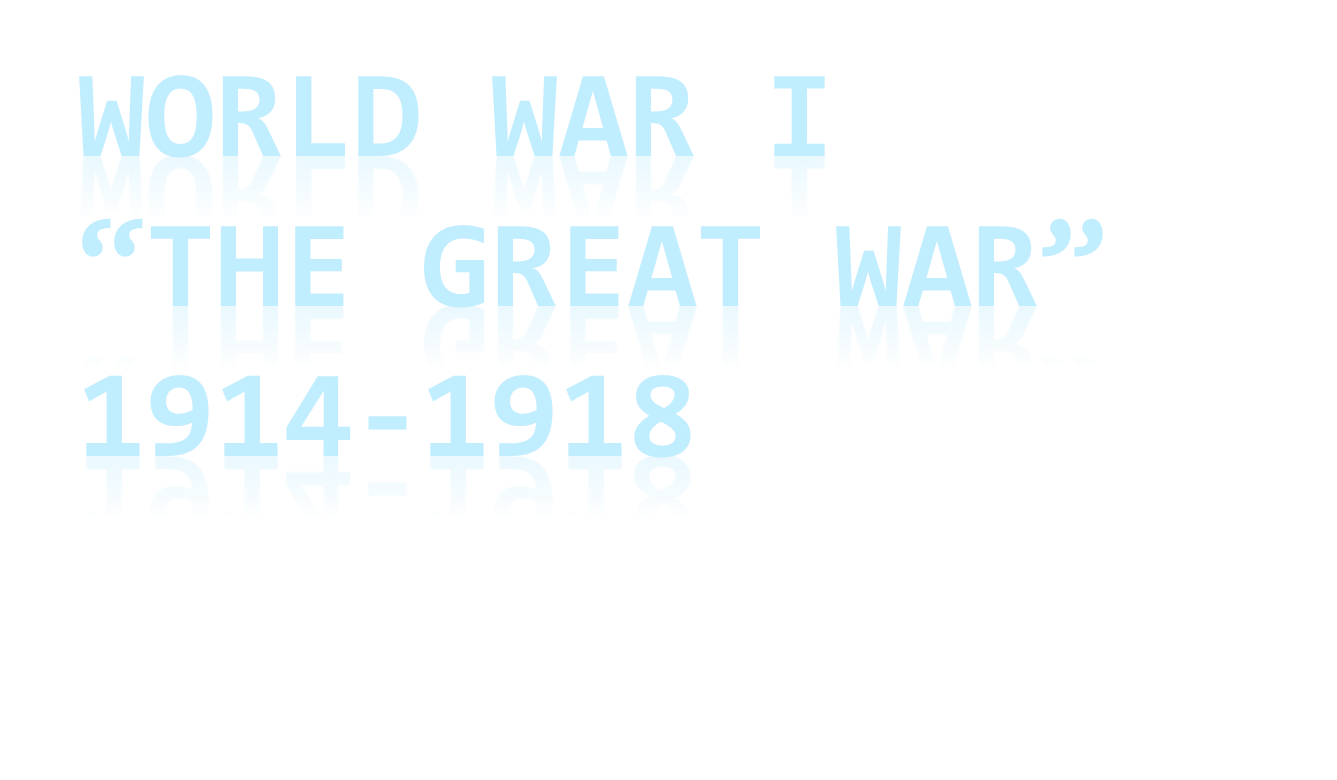 WORLD WAR I
“THE GREAT WAR”
1914-1918